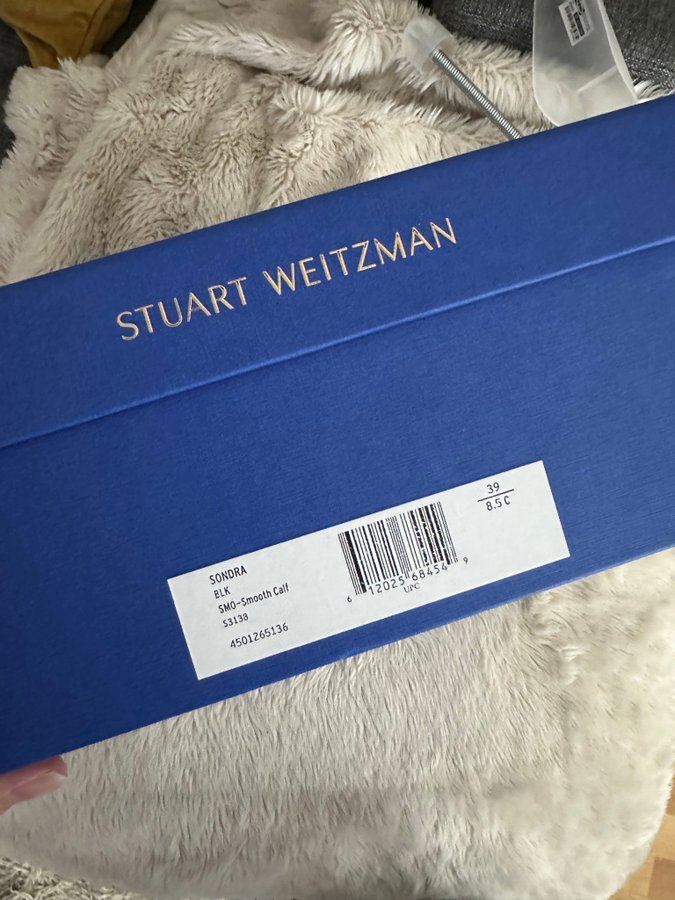 STUART WEITZMAN
SONDRA
BLK
SMO-Smooth Calf
S3138
4501265136
6 12025 68454 9
UPC
39
8.5 C